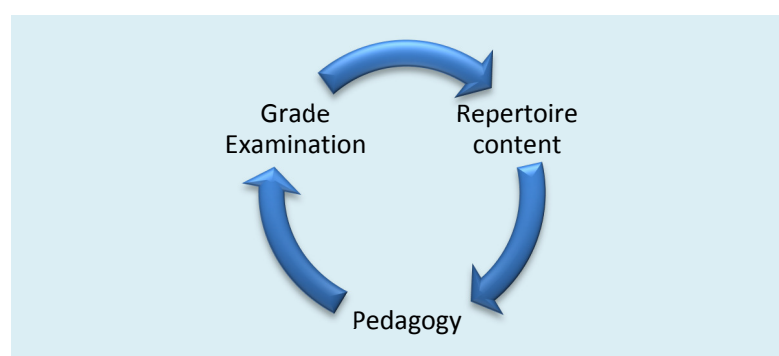 Grade
Examination
Repertoire
content
Pedagogy